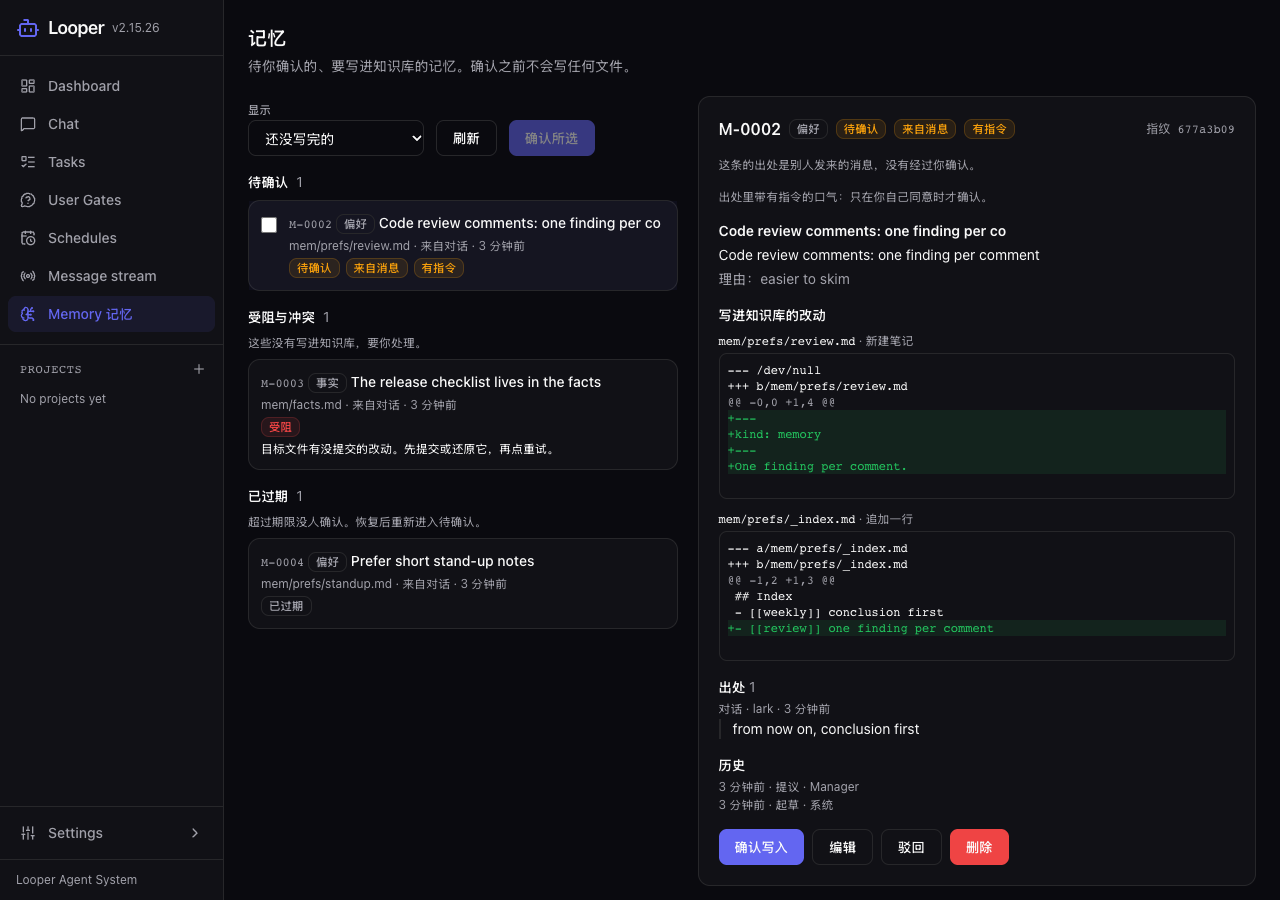 Looper v2.15.26
Dashboard
Chat
Tasks
User Gates
Schedules
Message stream
Memory 记忆
PROJECTS +
No projects yet
Settings
Looper Agent System
记忆
待你确认的、要写进知识库的记忆。确认之前不会写任何文件。
显示
还没写完的 刷新 确认所选
待确认 1
M-0002 偏好 Code review comments: one finding per co
mem/prefs/review.md · 来自对话 · 3 分钟前
待确认 来自消息 有指令
受阻与冲突 1
这些没有写进知识库，要你处理。
M-0003 事实 The release checklist lives in the facts
mem/facts.md · 来自对话 · 3 分钟前
受阻
目标文件有没提交的改动。先提交或还原它，再点重试。
已过期 1
超过期限没人确认。恢复后重新进入待确认。
M-0004 偏好 Prefer short stand-up notes
mem/prefs/standup.md · 来自对话 · 3 分钟前
已过期
M-0002 偏好 待确认 来自消息 有指令 指纹 677a3b09
这条的出处是别人发来的消息，没有经过你确认。
出处里带有指令的口气：只在你自己同意时才确认。
Code review comments: one finding per co
Code review comments: one finding per comment
理由：easier to skim
写进知识库的改动
mem/prefs/review.md · 新建笔记
--- /dev/null
+++ b/mem/prefs/review.md
@@ -0,0 +1,4 @@
+---
+kind: memory
+---
+One finding per comment.
mem/prefs/_index.md · 追加一行
--- a/mem/prefs/_index.md
+++ b/mem/prefs/_index.md
@@ -1,2 +1,3 @@
## Index
- [[weekly]] conclusion first
+- [[review]] one finding per comment
出处 1
对话 · lark · 3 分钟前
from now on, conclusion first
历史
3 分钟前 · 提议 · Manager
3 分钟前 · 起草 · 系统
确认写入 编辑 驳回 删除